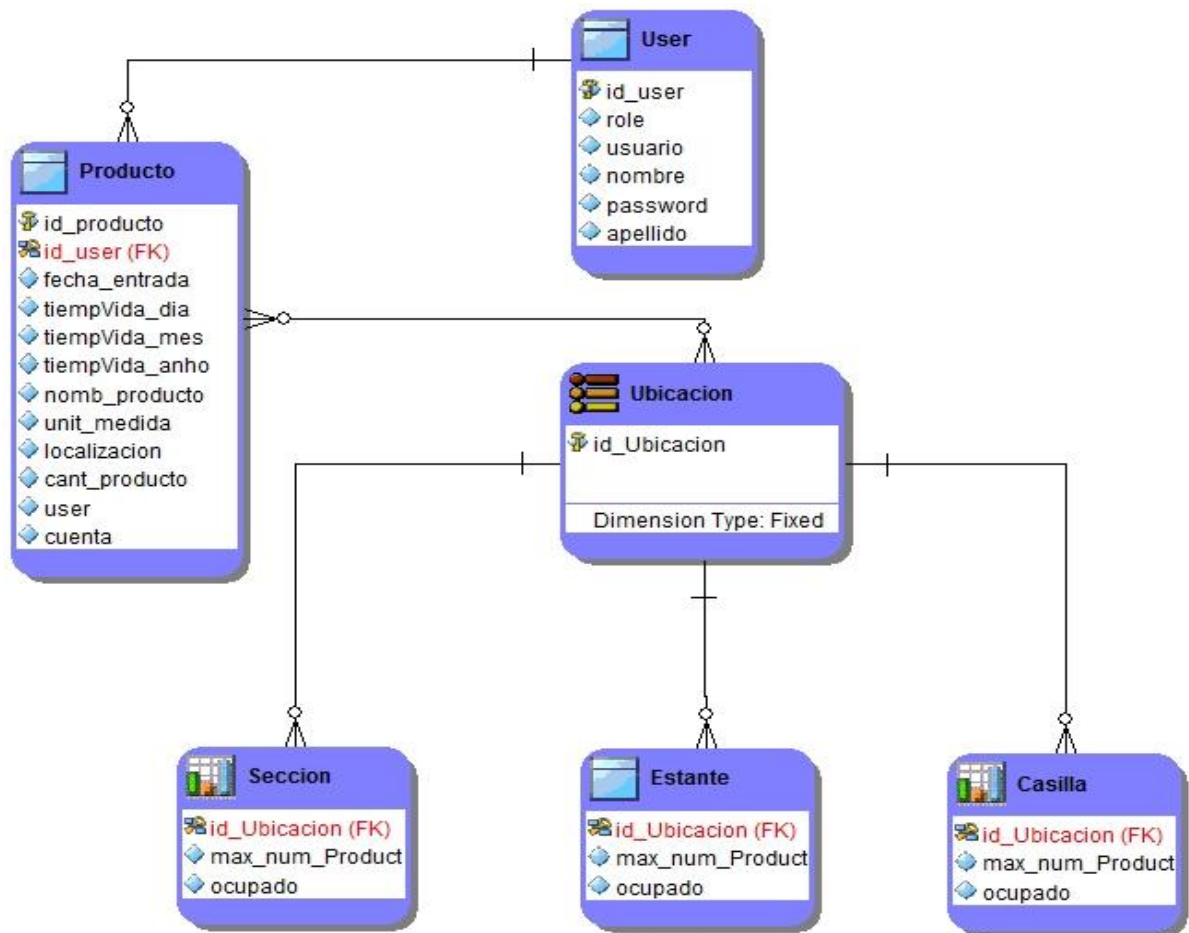 User
id_user
role
usuario
nombre
password
apellido
Producto
id_producto
id_user (FK)
fecha_entrada
tiempVida_dia
tiempVida_mes
tiempVida_anho
nomb_producto
unit_medida
localizacion
cant_producto
user
cuenta
Ubicacion
id_Ubicacion
Dimension Type: Fixed
Seccion
id_Ubicacion (FK)
max_num_Product
ocupado
Estante
id_Ubicacion (FK)
max_num_Product
ocupado
Casilla
id_Ubicacion (FK)
max_num_Product
ocupado